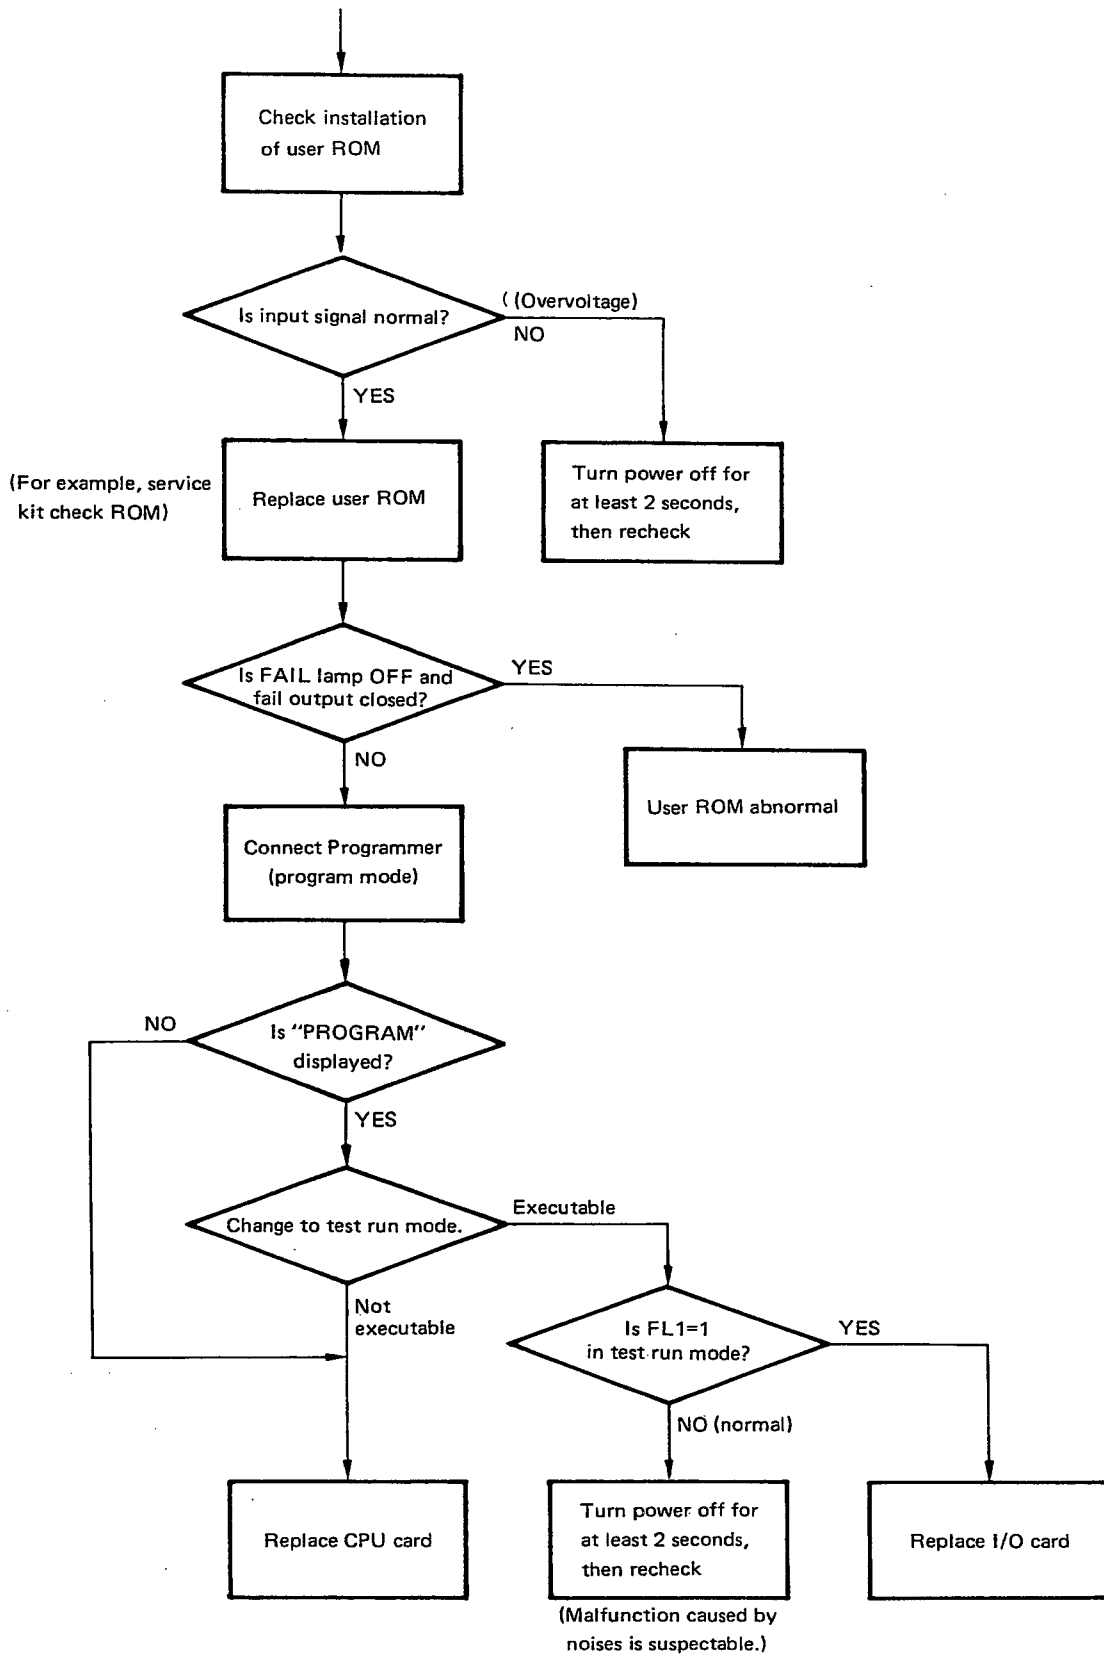 Check installation
of user ROM
Is input signal normal?
( (Overvoltage)
NO
YES
(For example, service
kit check ROM)
Replace user ROM
Turn power off for
at least 2 seconds,
then recheck
Is FAIL lamp OFF and
fail output closed?
YES
NO
User ROM abnormal
Connect Programmer
(program mode)
NO
Is "PROGRAM"
displayed?
YES
Change to test run mode.
Executable
Not
executable
Is FL1=1
in test run mode?
YES
NO (normal)
Replace CPU card
Turn power off for
at least 2 seconds,
then recheck
Replace I/O card
(Malfunction caused by
noises is suspectable.)